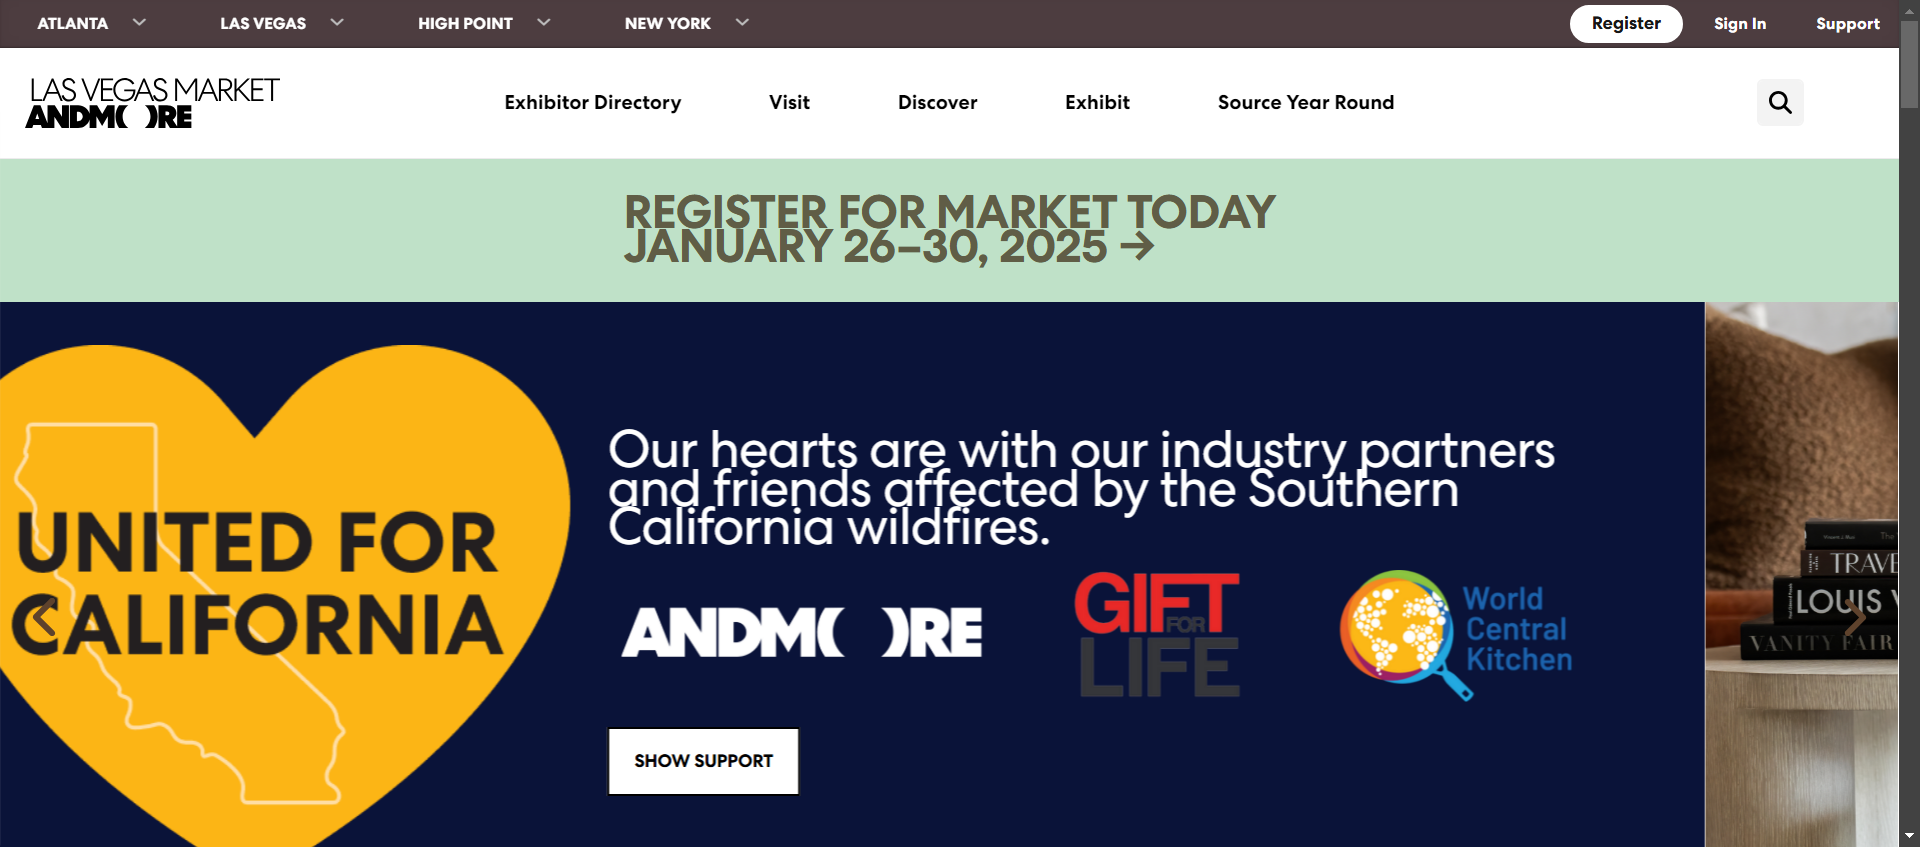 ATLANTA
LAS VEGAS
HIGH POINT
NEW YORK
Register
Sign In
Support
LAS VEGAS MARKET
ANDMORE
Exhibitor Directory
Visit
Discover
Exhibit
Source Year Round
REGISTER FOR MARKET TODAY
JANUARY 26–30, 2025 →
UNITED FOR
CALIFORNIA
Our hearts are with our industry partners
and friends affected by the Southern
California wildfires.
ANDMORE
GIFT
FOR
LIFE
World
Central
Kitchen
SHOW SUPPORT
The
TRAVE
LOUIS V
VANITY FAIR